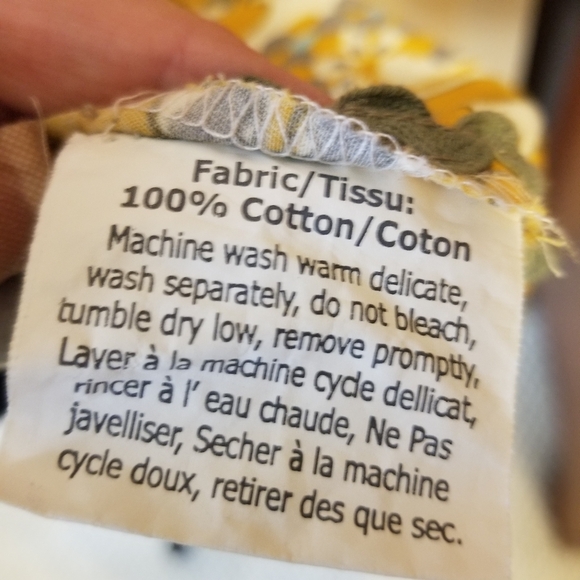 Fabric/Tissu:
100% Cotton/Coton
Machine wash warm delicate,
wash separately, do not bleach,
tumble dry low, remove promptly,
Laver à la machine cycle dellicat,
rincer à l' eau chaude, Ne Pas
javelliser, Secher à la machine
cycle doux, retirer des que sec.